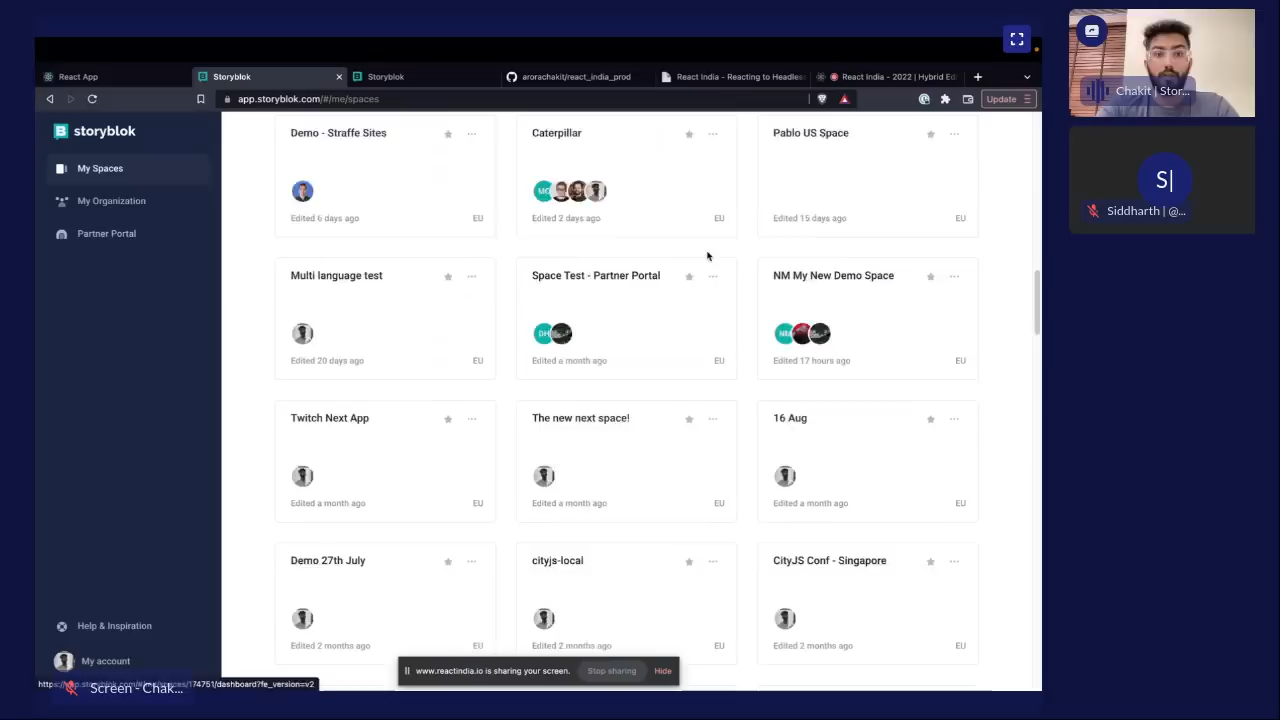 React App
Storyblok
Storyblok
arorachakit/react_india_prod
React India - Reacting to Headles
React India - 2022 | Hybrid Ed
app.storyblok.com/#/me/spaces
Update
storyblok
My Spaces
My Organization
Partner Portal
Help & Inspiration
My account
Demo - Straffe Sites
Edited 6 days ago
EU
Caterpillar
MC
Edited 2 days ago
EU
Pablo US Space
Edited 15 days ago
EU
Multi language test
Edited 20 days ago
EU
Space Test - Partner Portal
DH
Edited a month ago
EU
NM My New Demo Space
Edited 17 hours ago
EU
Twitch Next App
Edited a month ago
EU
The new next space!
Edited a month ago
EU
16 Aug
Edited a month ago
EU
Demo 27th July
Edited 2 months ago
EU
cityjs-local
Edited 2 months ago
EU
CityJS Conf - Singapore
Edited 2 months ago
EU
www.reactindia.io is sharing your screen.
Stop sharing
Hide
Screen - Chak...
Chakit | Stor...
S|
Siddharth | @...